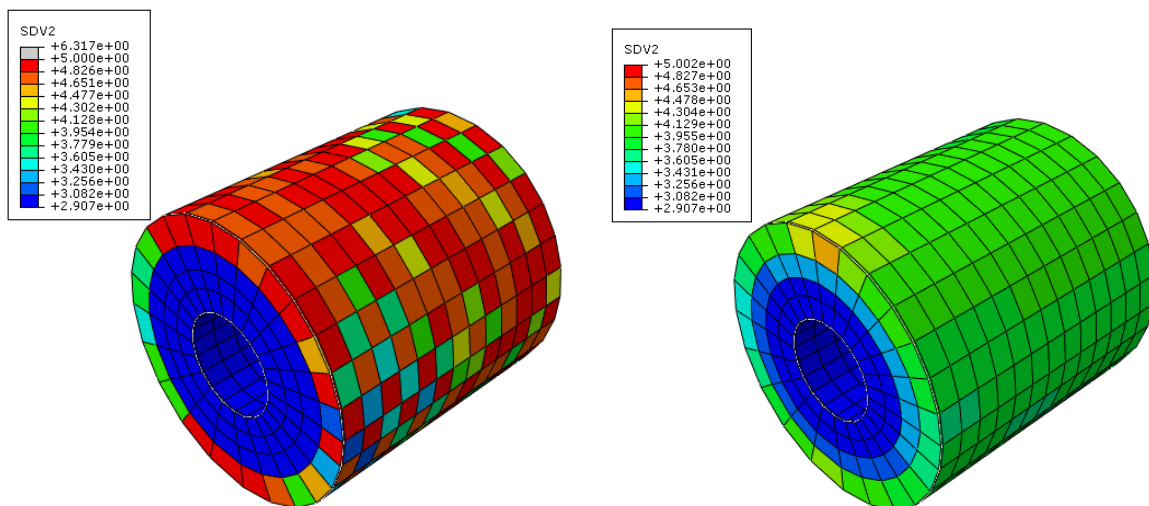 SDV2
+6.317e+00
+5.000e+00
+4.826e+00
+4.651e+00
+4.477e+00
+4.302e+00
+4.128e+00
+3.954e+00
+3.779e+00
+3.605e+00
+3.430e+00
+3.256e+00
+3.082e+00
+2.907e+00
SDV2
+5.002e+00
+4.827e+00
+4.653e+00
+4.478e+00
+4.304e+00
+4.129e+00
+3.955e+00
+3.780e+00
+3.605e+00
+3.431e+00
+3.256e+00
+3.082e+00
+2.907e+00